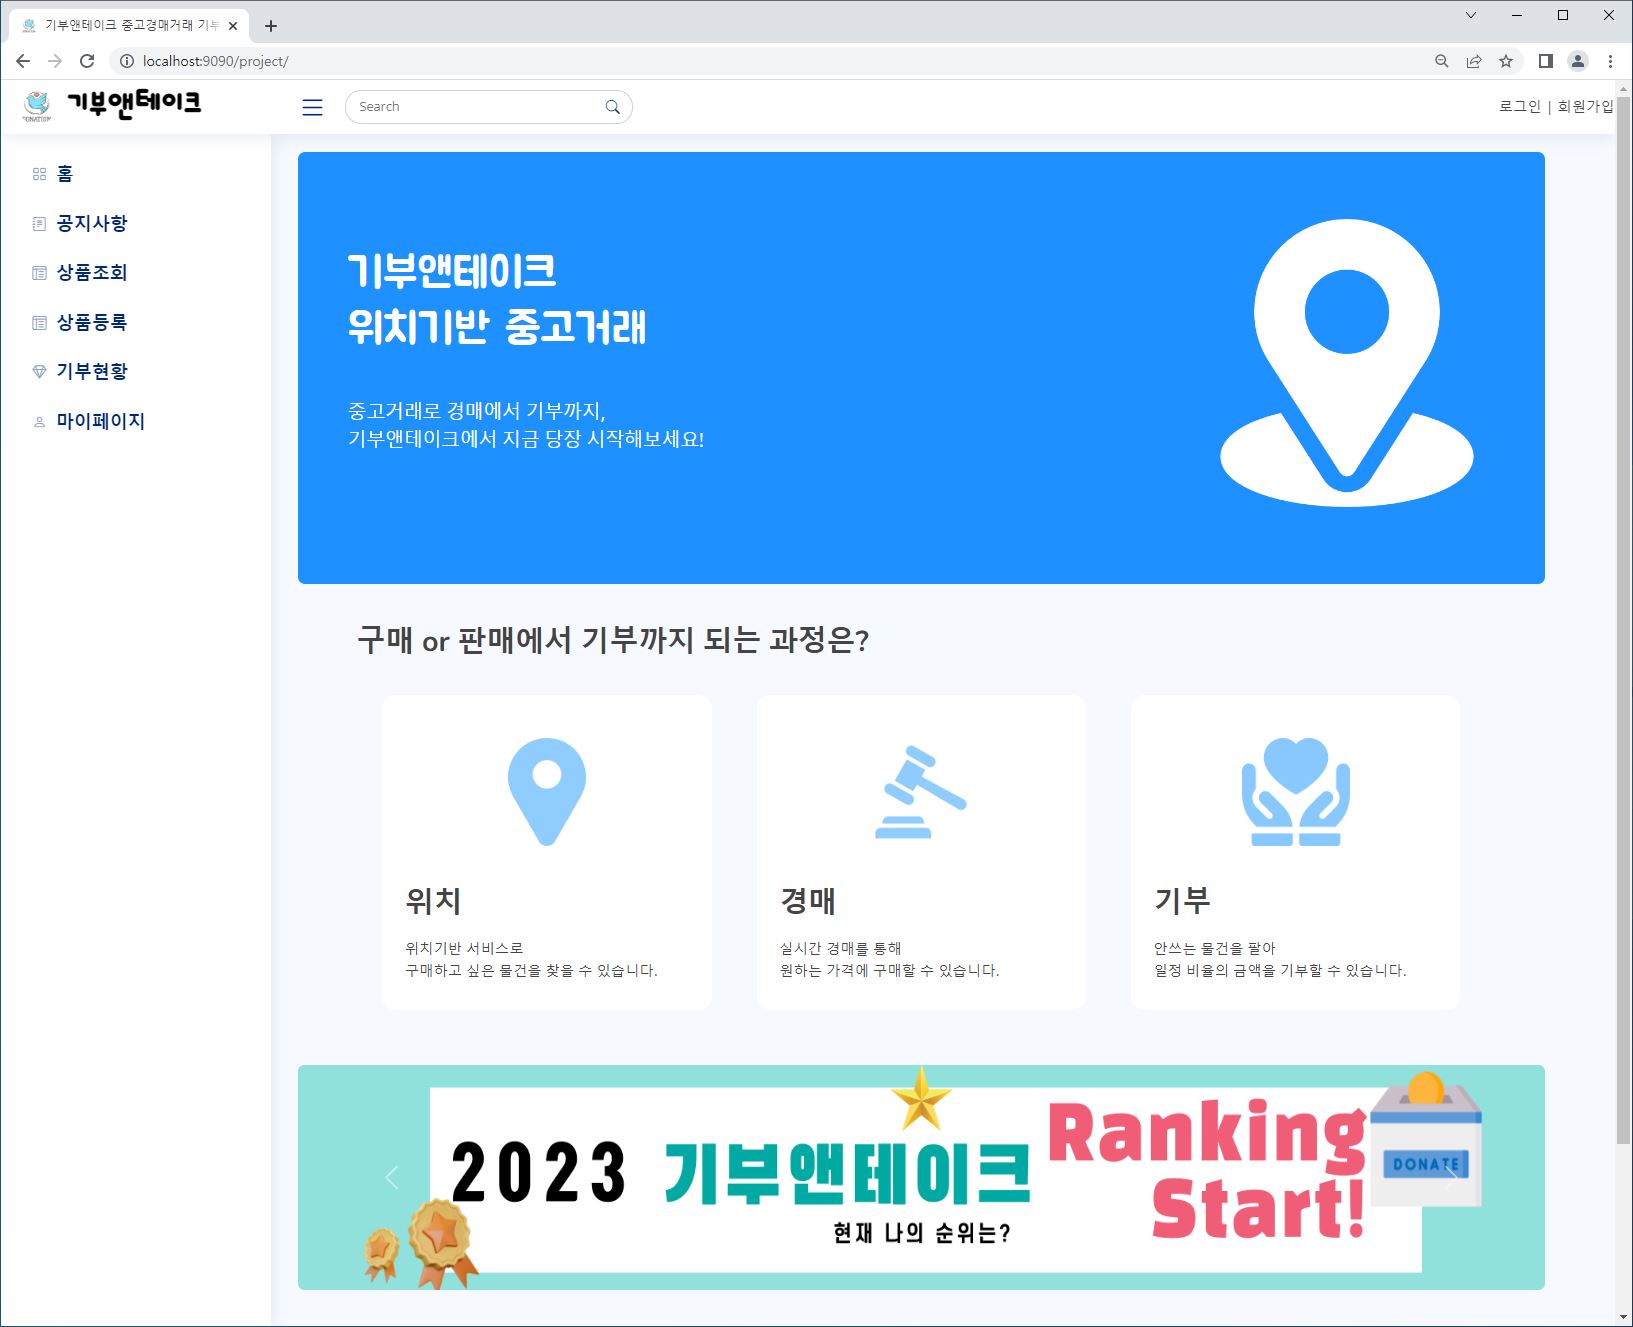 기부앤테이크 중고경매거래 기부
localhost:9090/project/
기부앤테이크
Search
로그인 | 회원가입
홈
공지사항
상품조회
상품등록
기부현황
마이페이지
기부앤테이크
위치기반 중고거래
중고거래로 경매에서 기부까지,
기부앤테이크에서 지금 당장 시작해보세요!
구매 or 판매에서 기부까지 되는 과정은?
위치
위치기반 서비스로
구매하고 싶은 물건을 찾을 수 있습니다.
경매
실시간 경매를 통해
원하는 가격에 구매할 수 있습니다.
기부
안쓰는 물건을 팔아
일정 비율의 금액을 기부할 수 있습니다.
2023 기부앤테이크
현재 나의 순위는?
Ranking
Start!
DONATE